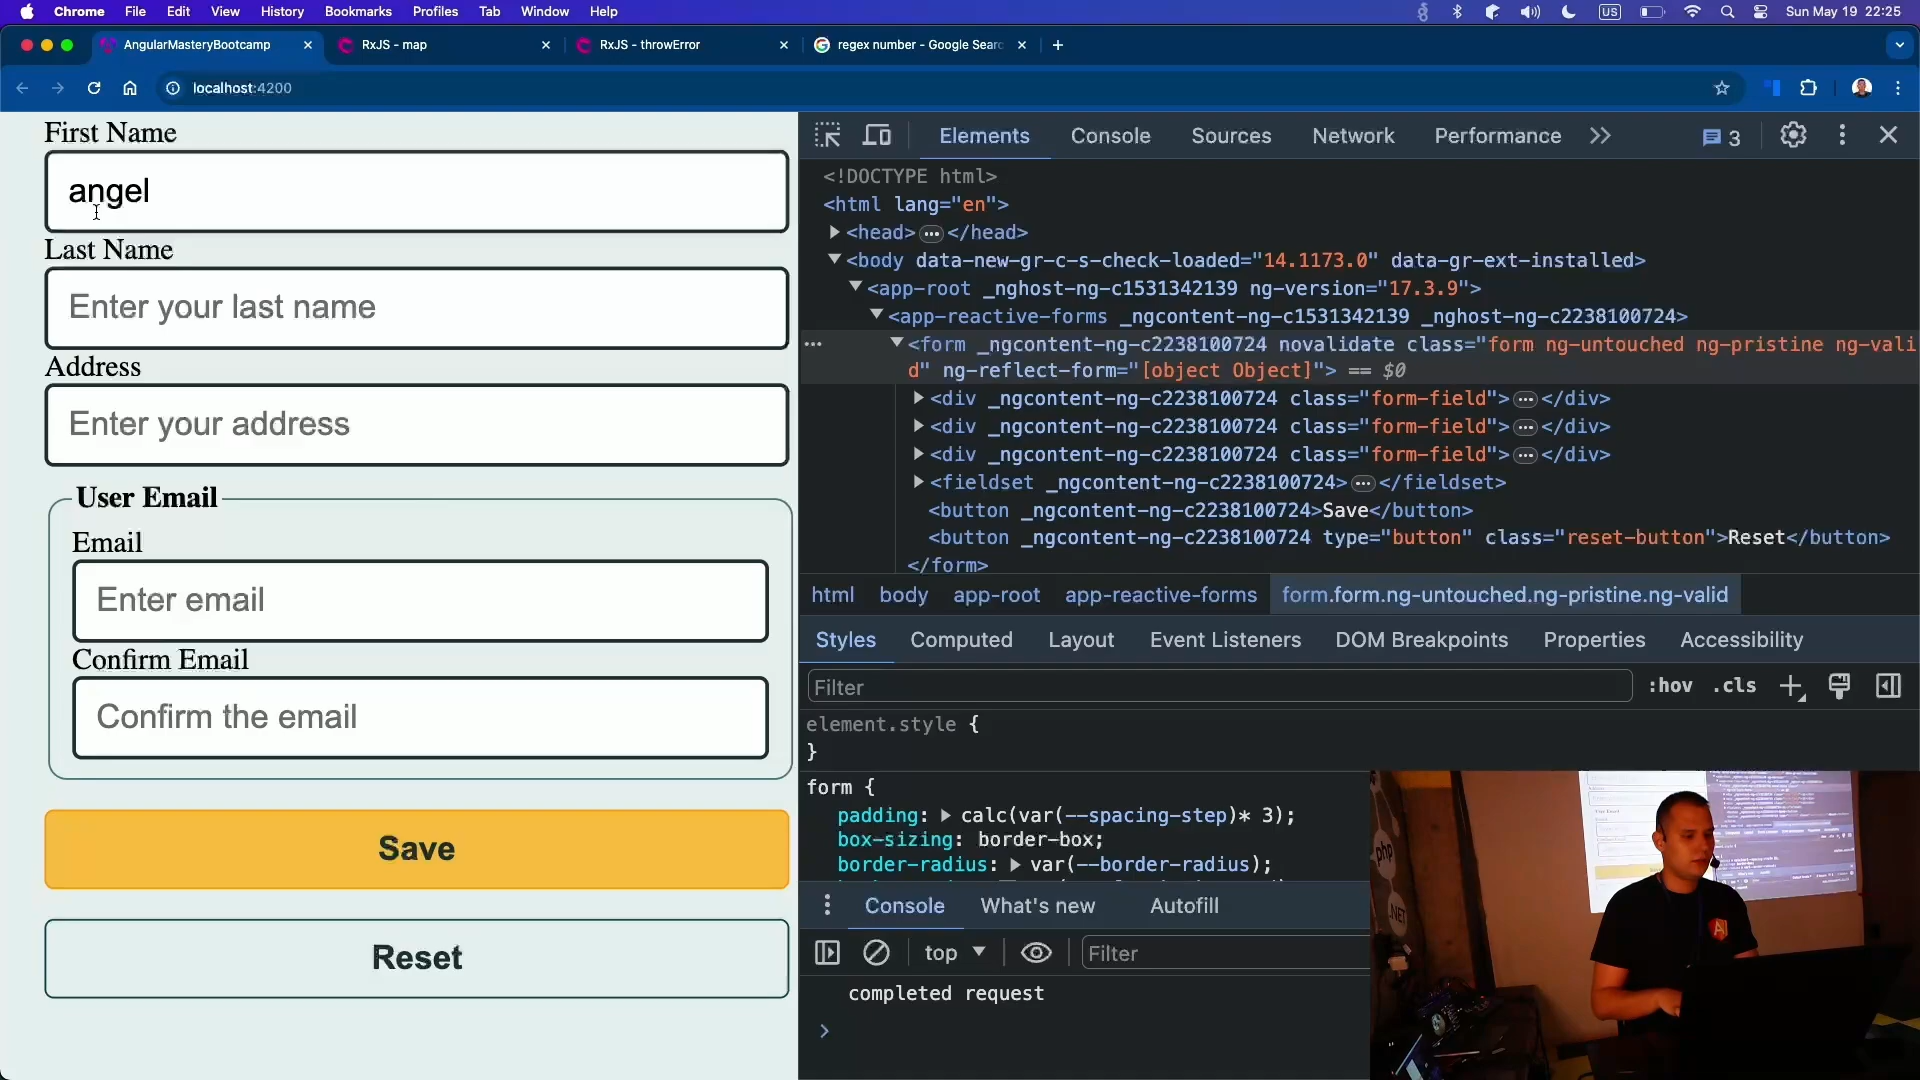 Chrome File Edit View History Bookmarks Profiles Tab Window Help US Sun May 19 22:25
AngularMasteryBootcamp RxJS - map RxJS - throwError regex number - Google Searc
localhost:4200
First Name
angel
Last Name
Enter your last name
Address
Enter your address
User Email
Email
Enter email
Confirm Email
Confirm the email
Save
Reset
Elements Console Sources Network Performance 3
<!DOCTYPE html>
<html lang="en">
<head> … </head>
<body data-new-gr-c-s-check-loaded="14.1173.0" data-gr-ext-installed>
<app-root _nghost-ng-c1531342139 ng-version="17.3.9">
<app-reactive-forms _ngcontent-ng-c1531342139 _nghost-ng-c2238100724>
<form _ngcontent-ng-c2238100724 novalidate class="form ng-untouched ng-pristine ng-vali
d" ng-reflect-form="[object Object]"> == $0
<div _ngcontent-ng-c2238100724 class="form-field"> … </div>
<div _ngcontent-ng-c2238100724 class="form-field"> … </div>
<div _ngcontent-ng-c2238100724 class="form-field"> … </div>
<fieldset _ngcontent-ng-c2238100724> … </fieldset>
<button _ngcontent-ng-c2238100724>Save</button>
<button _ngcontent-ng-c2238100724 type="button" class="reset-button">Reset</button>
</form>
html body app-root app-reactive-forms form.form.ng-untouched.ng-pristine.ng-valid
Styles Computed Layout Event Listeners DOM Breakpoints Properties Accessibility
Filter :hov .cls
element.style {
}
form {
padding: calc(var(--spacing-step)* 3);
box-sizing: border-box;
border-radius: var(--border-radius);
Console What's new Autofill
top Filter
completed request
php
.NET